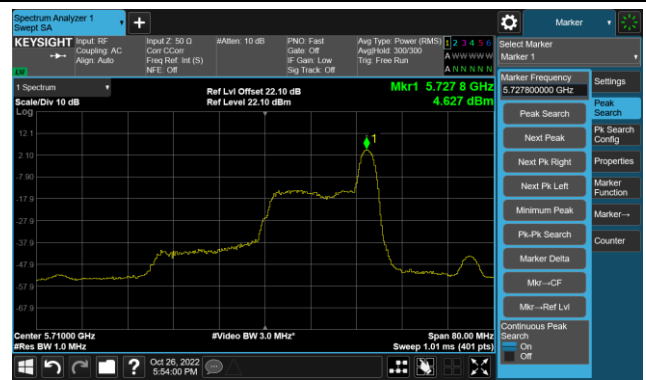 Spectrum Analyzer 1
Swept SA
Marker
KEYSIGHT
Input: RF
Coupling: AC
Align: Auto
Input Z: 50 Ω
Corr CCorr
Freq Ref: Int (S)
NFE: Off
#Atten: 10 dB
PNO: Fast
Gate: Off
IF Gain: Low
Sig Track: Off
Avg Type: Power (RMS)
Avg|Hold: 300/300
Trig: Free Run
1 2 3 4 5 6
A W W W W W
A N N N N N
LXI
Select Marker
Marker 1
1 Spectrum
Scale/Div 10 dB
Log
Ref Lvl Offset 22.10 dB
Ref Level 22.10 dBm
Mkr1 5.727 8 GHz
4.627 dBm
12.1
2.10
-7.90
-17.9
-27.9
-37.9
-47.9
-57.9
-67.9
1
Center 5.71000 GHz
#Res BW 1.0 MHz
#Video BW 3.0 MHz*
Span 80.00 MHz
Sweep 1.01 ms (401 pts)
Marker Frequency
5.727800000 GHz
Peak Search
Next Peak
Next Pk Right
Next Pk Left
Minimum Peak
Pk-Pk Search
Marker Delta
Mkr→CF
Mkr→Ref Lvl
Continuous Peak
Search
On
Off
Settings
Peak
Search
Pk Search
Config
Properties
Marker
Function
Marker→
Counter
?
Oct 26, 2022
5:54:00 PM